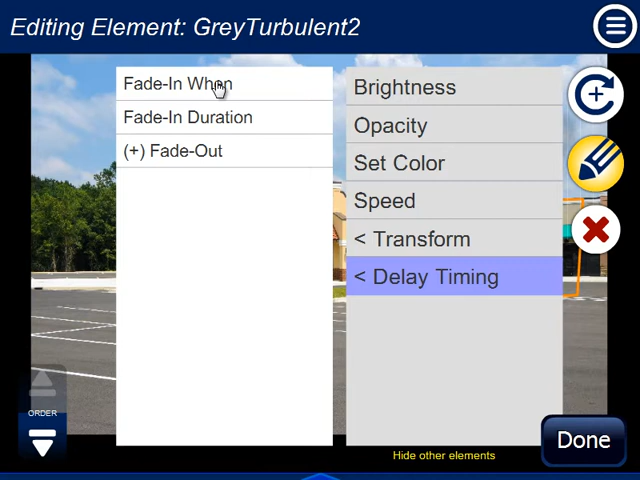 Editing Element: GreyTurbulent2
Fade-In When
Fade-In Duration
(+) Fade-Out
Brightness
Opacity
Set Color
Speed
< Transform
< Delay Timing
ORDER
Hide other elements
Done